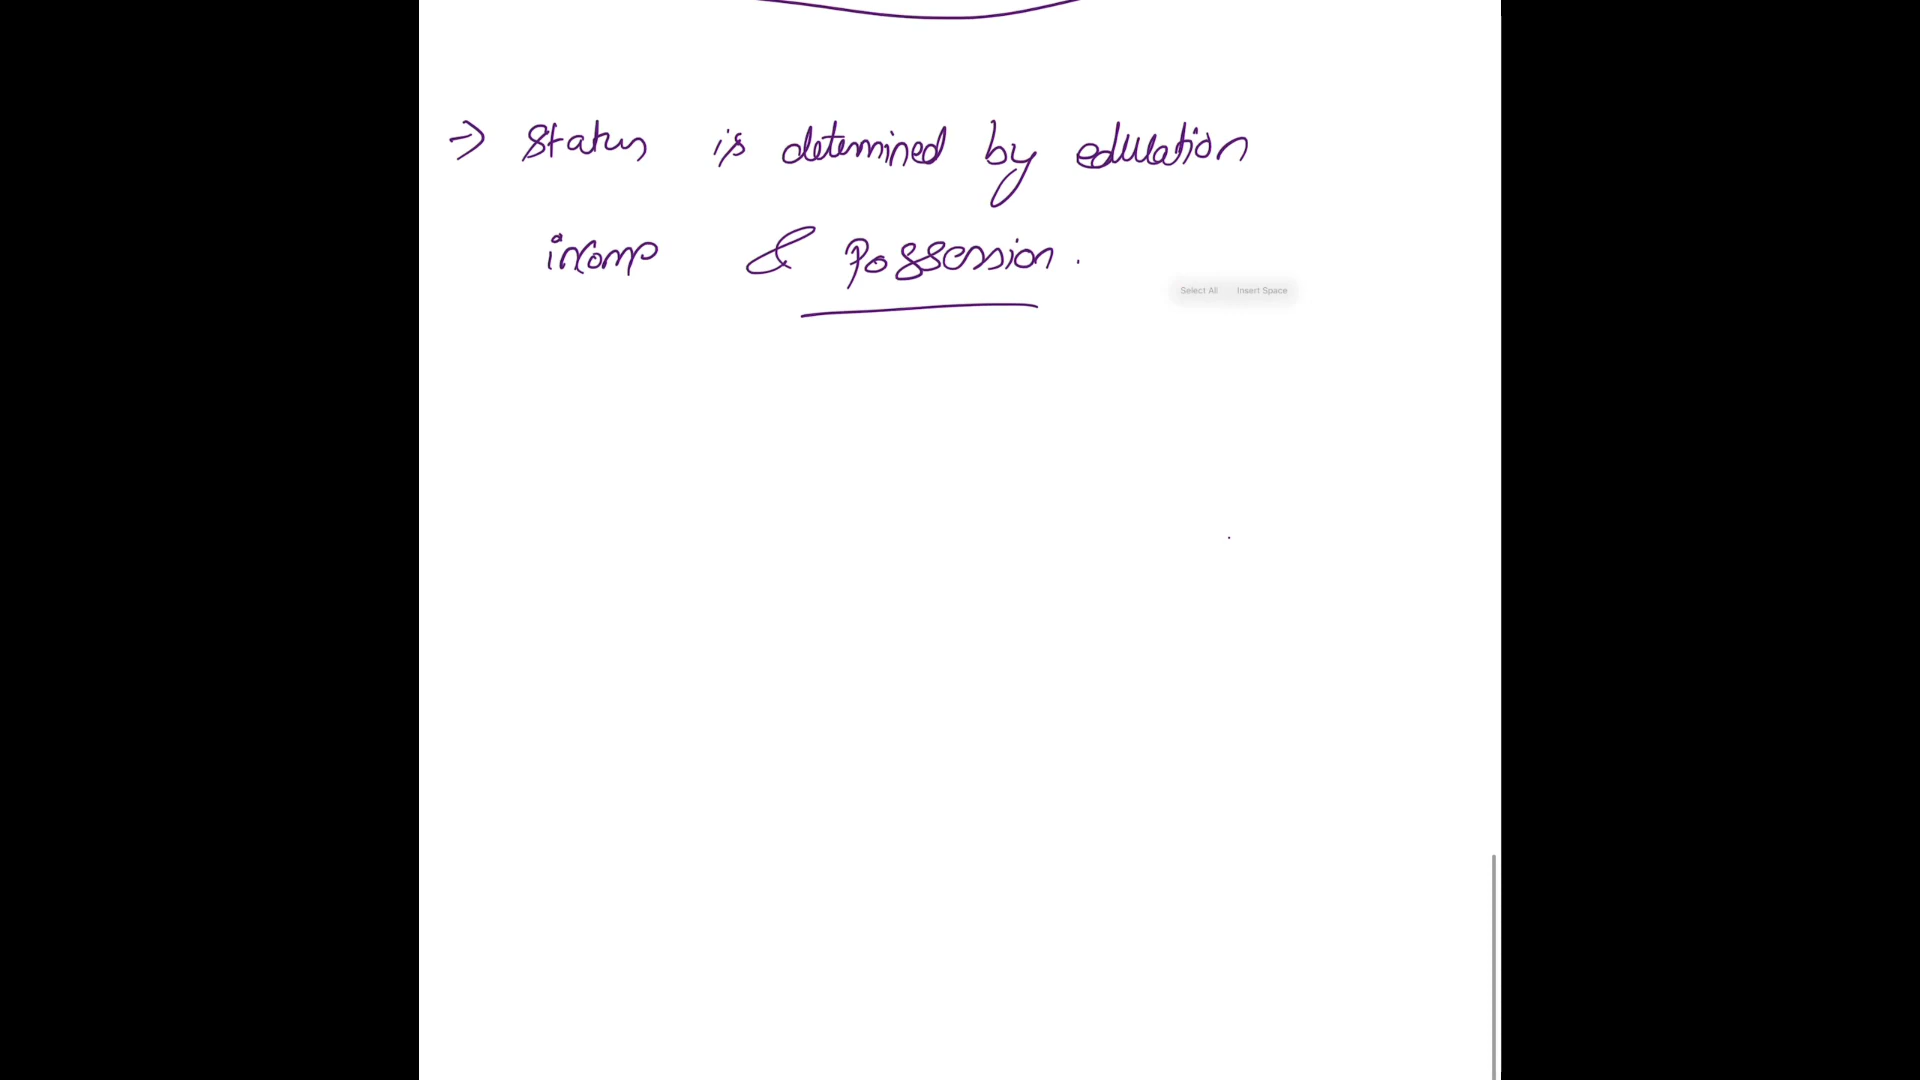 → Status is determined by education
income & Possession.
Select All Insert Space